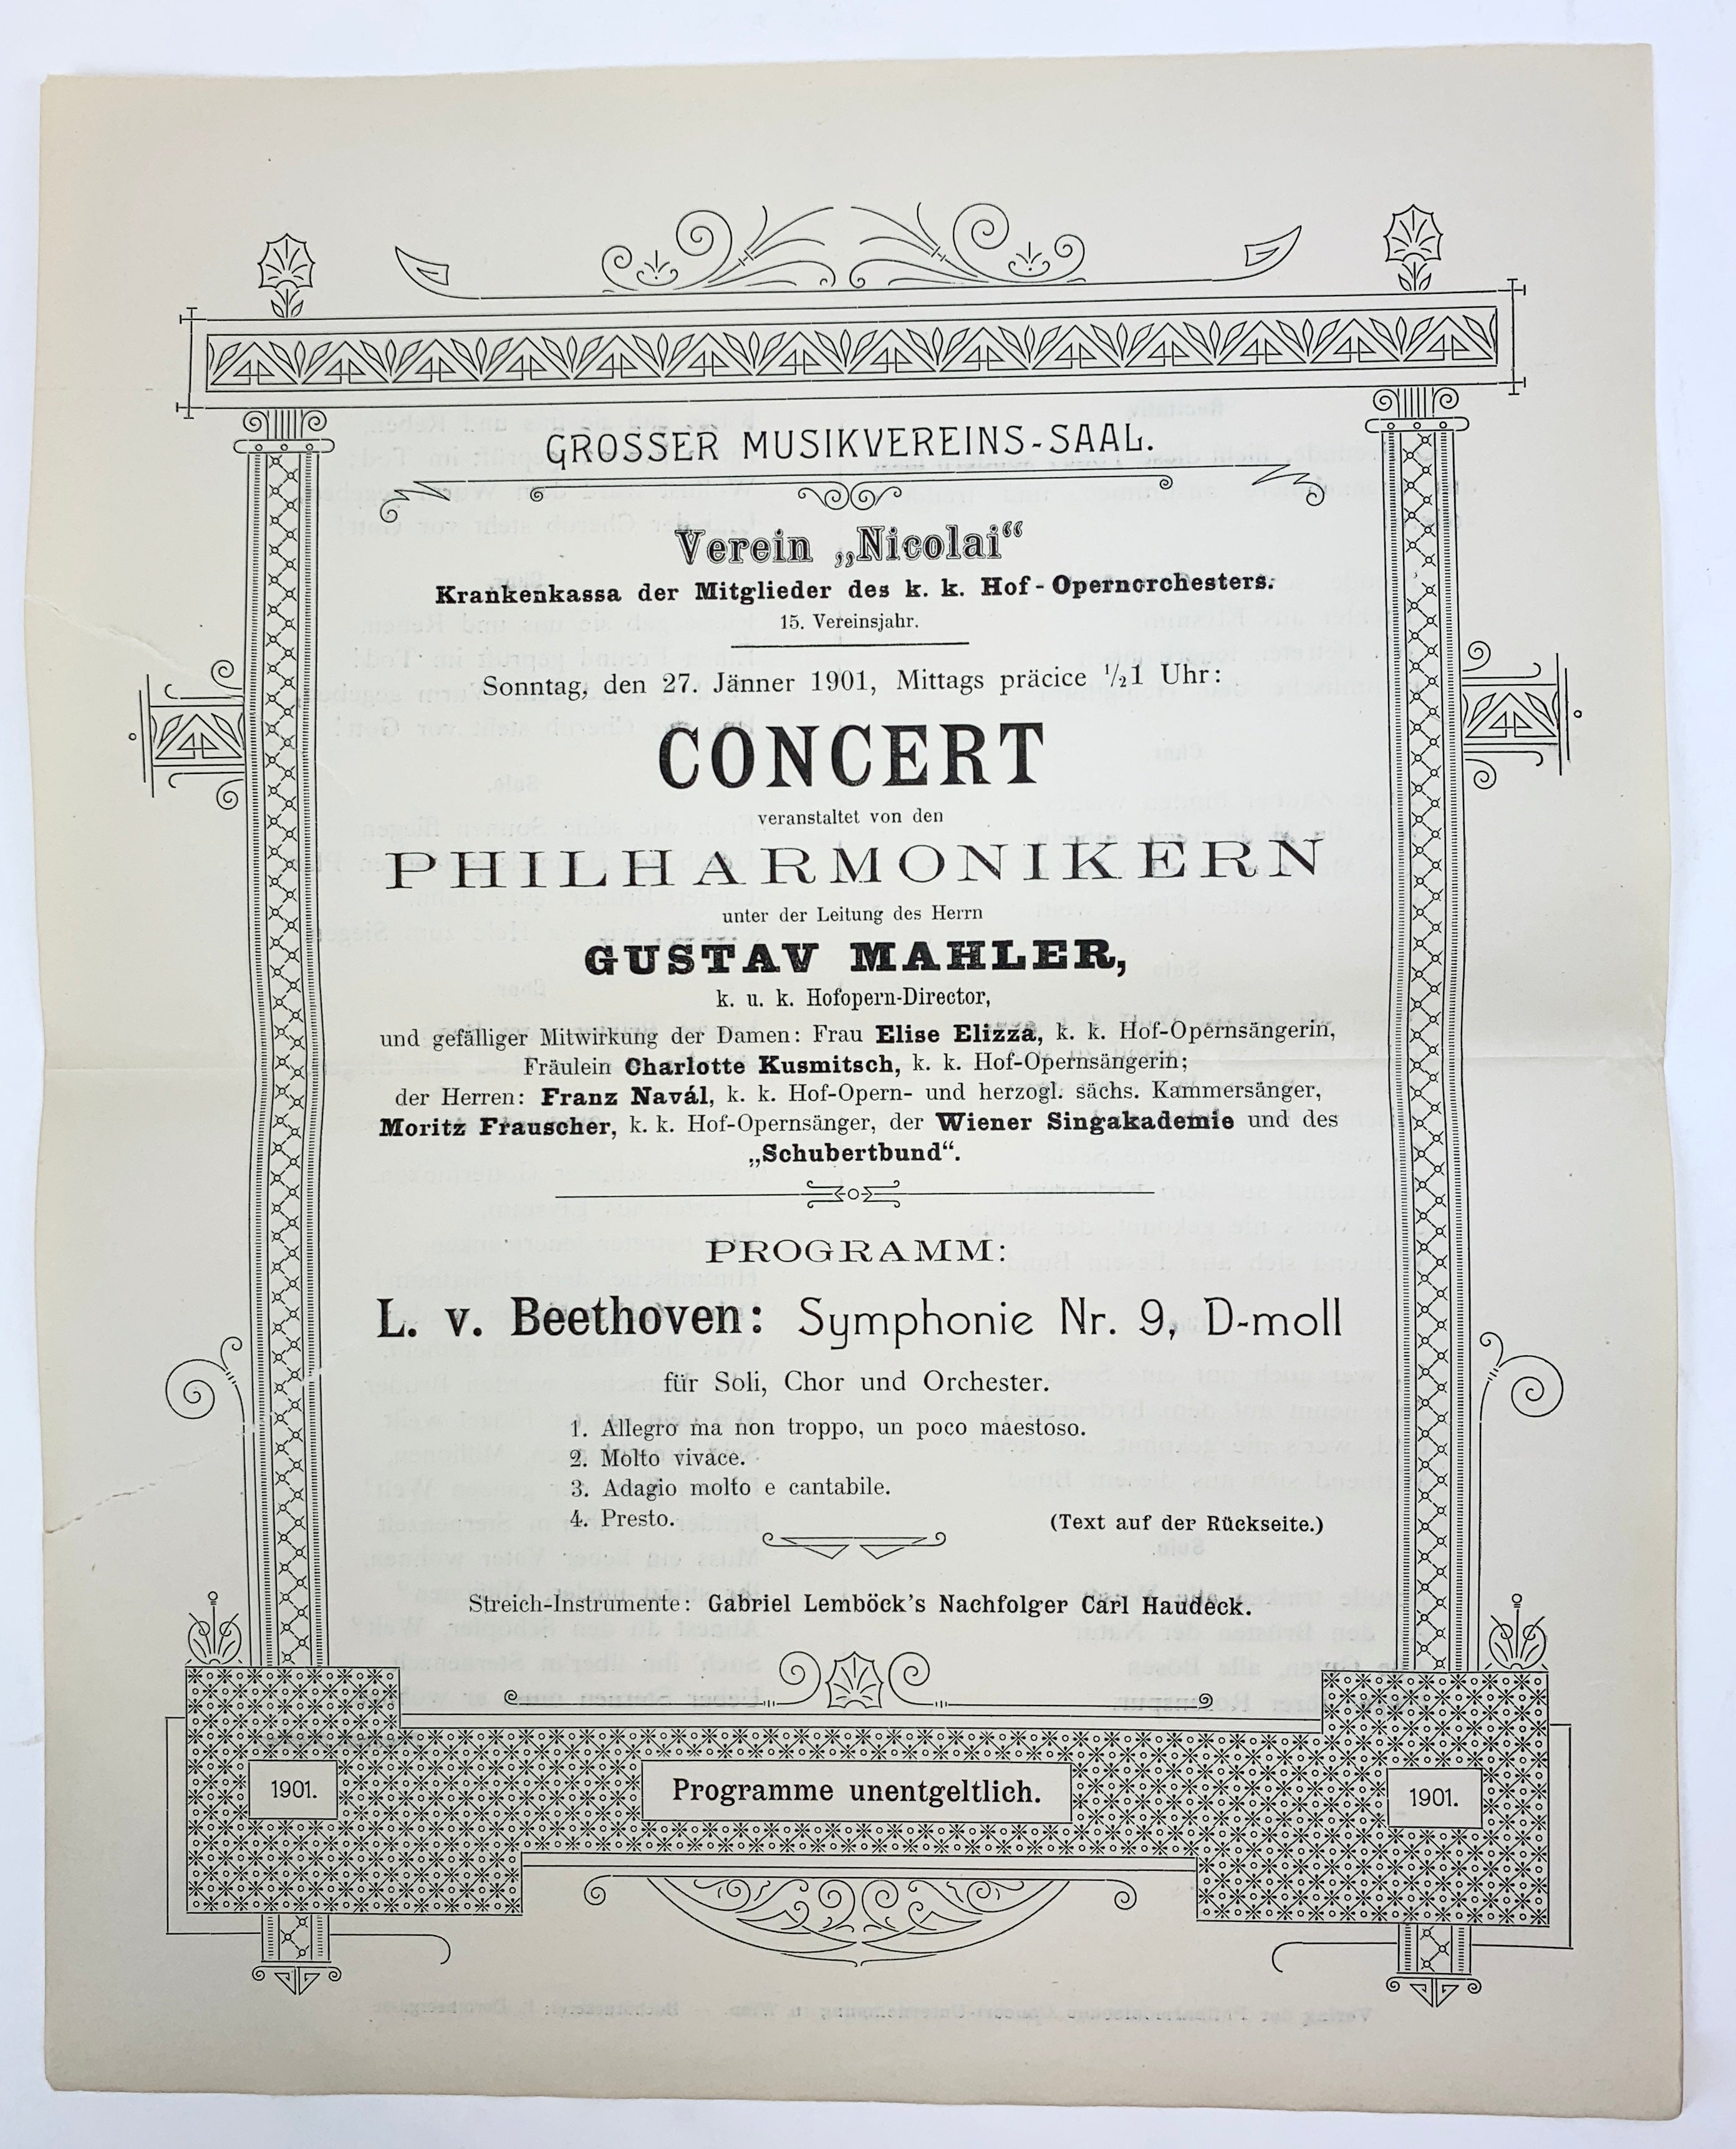 GROSSER MUSIKVEREINS-SAAL.
Verein „Nicolai“
Krankenkassa der Mitglieder des k. k. Hof-Opernorchesters.
15. Vereinsjahr.
Sonntag, den 27. Jänner 1901, Mittags präcice 1/21 Uhr:
CONCERT
veranstaltet von den
PHILHARMONIKERN
unter der Leitung des Herrn
GUSTAV MAHLER,
k. u. k. Hofopern-Director,
und gefälliger Mitwirkung der Damen: Frau Elise Elizza, k. k. Hof-Opernsängerin,
Fräulein Charlotte Kusmitsch, k. k. Hof-Opernsängerin;
der Herren: Franz Navál, k. k. Hof-Opern- und herzogl. sächs. Kammersänger,
Moritz Frauscher, k. k. Hof-Opernsänger, der Wiener Singakademie und des
„Schubertbund“.
PROGRAMM:
L. v. Beethoven: Symphonie Nr. 9, D-moll
für Soli, Chor und Orchester.
1. Allegro ma non troppo, un poco maestoso.
2. Molto vivace.
3. Adagio molto e cantabile.
4. Presto.
(Text auf der Rückseite.)
Streich-Instrumente: Gabriel Lemböck's Nachfolger Carl Haudeck.
1901.
Programme unentgeltlich.
1901.